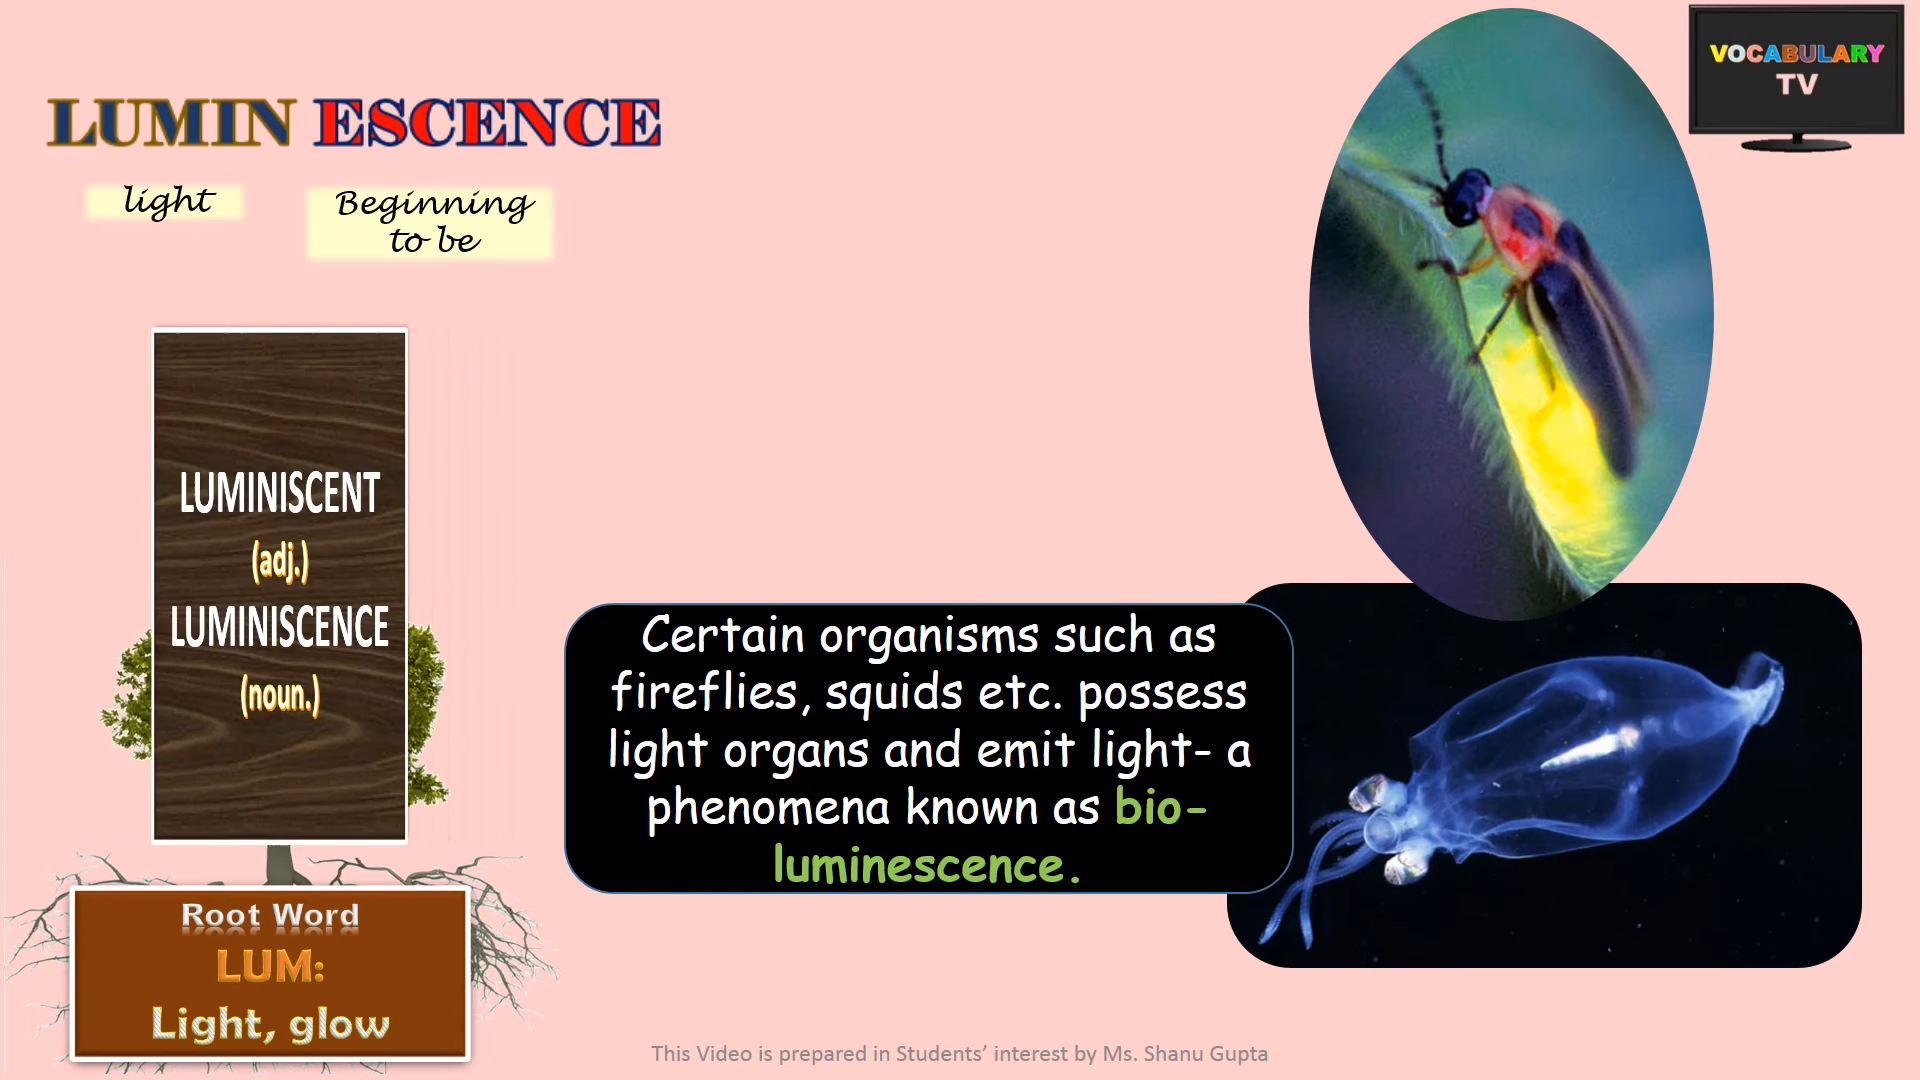 VOCABULARY
TV
LUMIN ESCENCE
light
Beginning
to be
LUMINISCENT
(adj.)
LUMINISCENCE
(noun.)
Certain organisms such as
fireflies, squids etc. possess
light organs and emit light- a
phenomena known as bio-
luminescence.
Root Word
LUM:
Light, glow
This Video is prepared in Students’ interest by Ms. Shanu Gupta